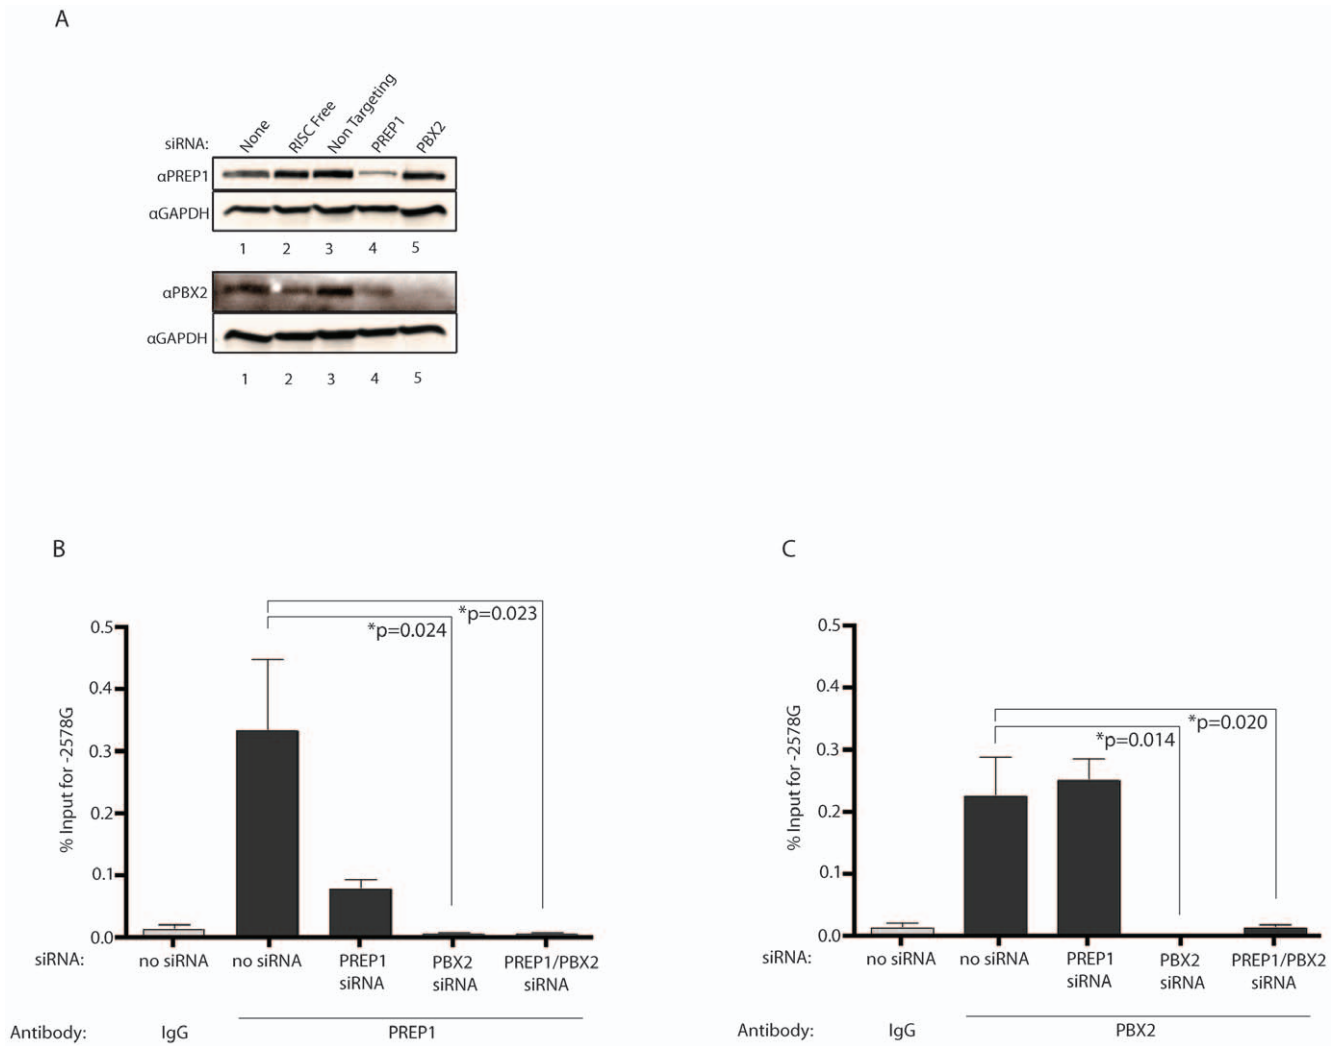 A
siRNA: None RISC Free Non Targeting PREP1 PBX2
αPREP1
αGAPDH
1 2 3 4 5
αPBX2
αGAPDH
1 2 3 4 5
B
*p=0.023
*p=0.024
0.5
0.4
0.3
0.2
0.1
0.0
% Input for -2578G
siRNA: no siRNA no siRNA PREP1 PBX2 PREP1/PBX2
siRNA siRNA siRNA
Antibody: IgG PREP1
C
*p=0.020
*p=0.014
0.5
0.4
0.3
0.2
0.1
0.0
% Input for -2578G
siRNA: no siRNA no siRNA PREP1 PBX2 PREP1/PBX2
siRNA siRNA siRNA
Antibody: IgG PBX2